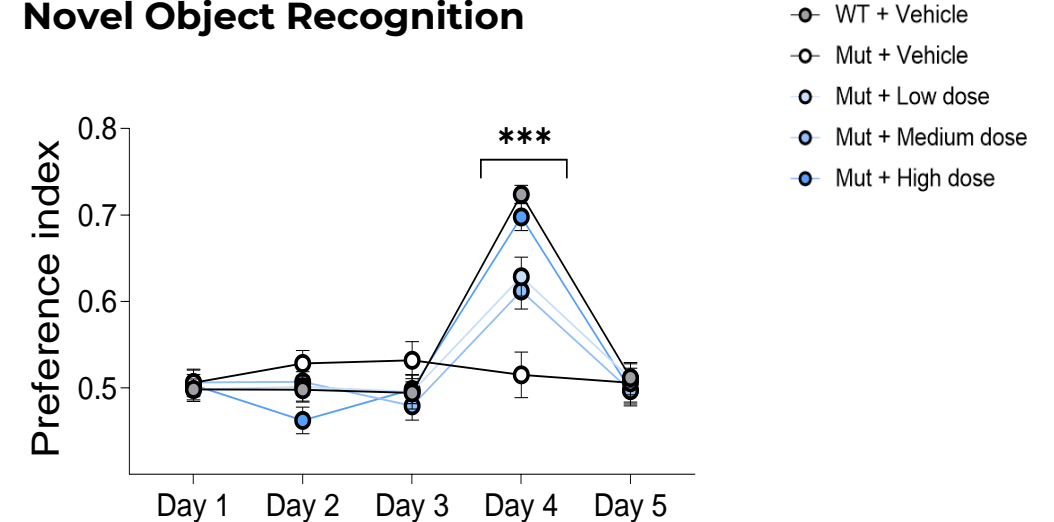 Novel Object Recognition
WT + Vehicle
Mut + Vehicle
Mut + Low dose
Mut + Medium dose
Mut + High dose
Preference index
0.8
0.7
0.6
0.5
***
Day 1 Day 2 Day 3 Day 4 Day 5